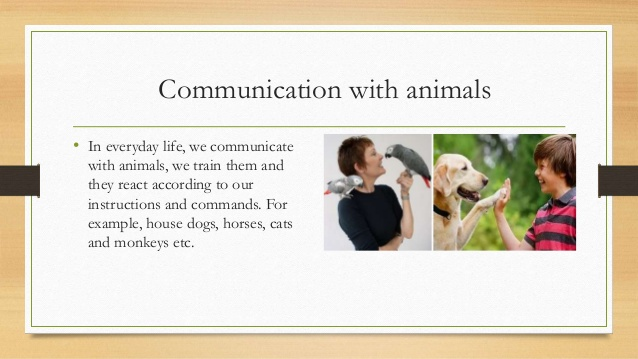 Communication with animals
• In everyday life, we communicate
with animals, we train them and
they react according to our
instructions and commands. For
example, house dogs, horses, cats
and monkeys etc.